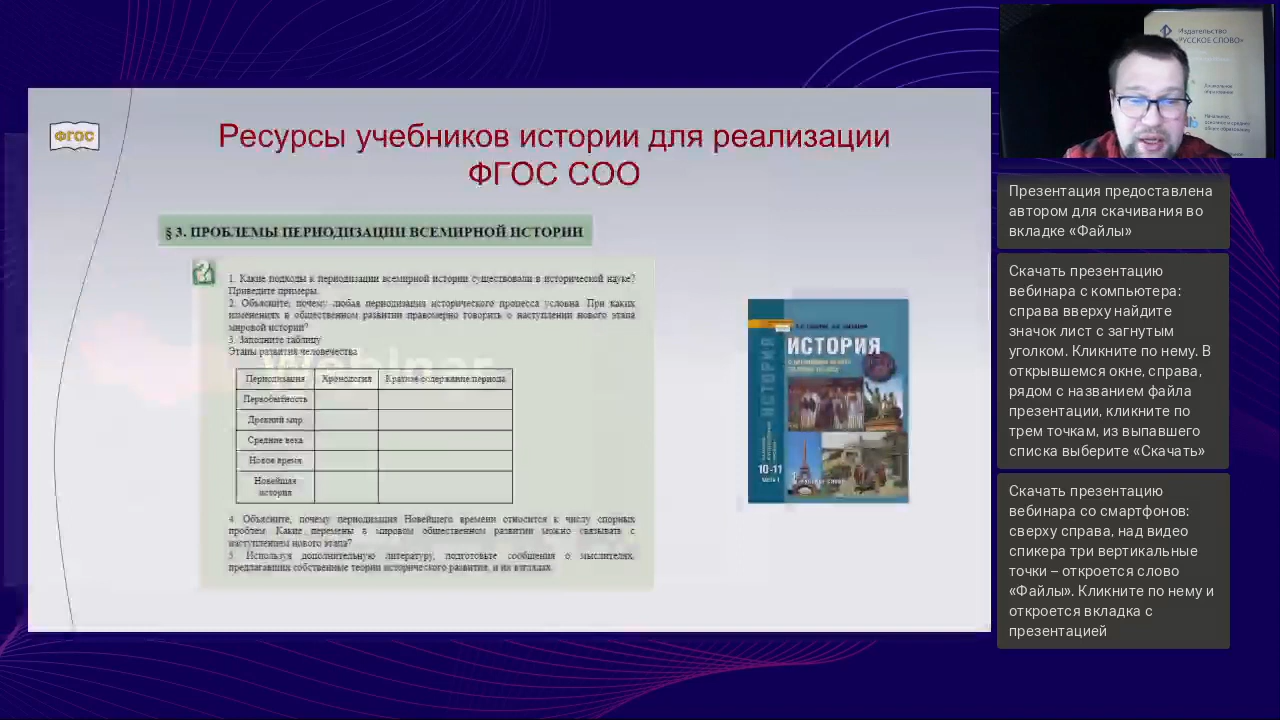 ФГОС
Ресурсы учебников истории для реализации
ФГОС СОО
§ 3. ПРОБЛЕМЫ ПЕРИОДИЗАЦИИ ВСЕМИРНОЙ ИСТОРИИ
1. Какие подходы к периодизации всемирной истории существовали в исторической науке?
Приведите примеры.
2. Объясните, почему любая периодизация исторического процесса условна. При каких
изменениях в общественном развитии правомерно говорить о наступлении нового этапа
мировой истории?
3. Заполните таблицу
Этапы развития человечества
Периодизация Хронология Краткое содержание периода
Первобытность
Древний мир
Средние века
Новое время
Новейшая
история
4. Объясните, почему периодизация Новейшего времени относится к числу спорных
проблем. Какие перемены в мировом общественном развитии можно связывать с
наступлением нового этапа?
5. Используя дополнительную литературу, подготовьте сообщения о мыслителях,
предлагавших собственные теории исторического развития, и их взглядах.
ИСТОРИЯ
ИСТОРИЯ
10-11
ЧАСТЬ 1
Издательство
«РУССКОЕ СЛОВО»
Презентация предоставлена
автором для скачивания во
вкладке «Файлы»
Скачать презентацию
вебинара с компьютера:
справа вверху найдите
значок лист с загнутым
уголком. Кликните по нему. В
открывшемся окне, справа,
рядом с названием файла
презентации, кликните по
трем точкам, из выпавшего
списка выберите «Скачать»
Скачать презентацию
вебинара со смартфонов:
сверху справа, над видео
спикера три вертикальные
точки – откроется слово
«Файлы». Кликните по нему и
откроется вкладка с
презентацией